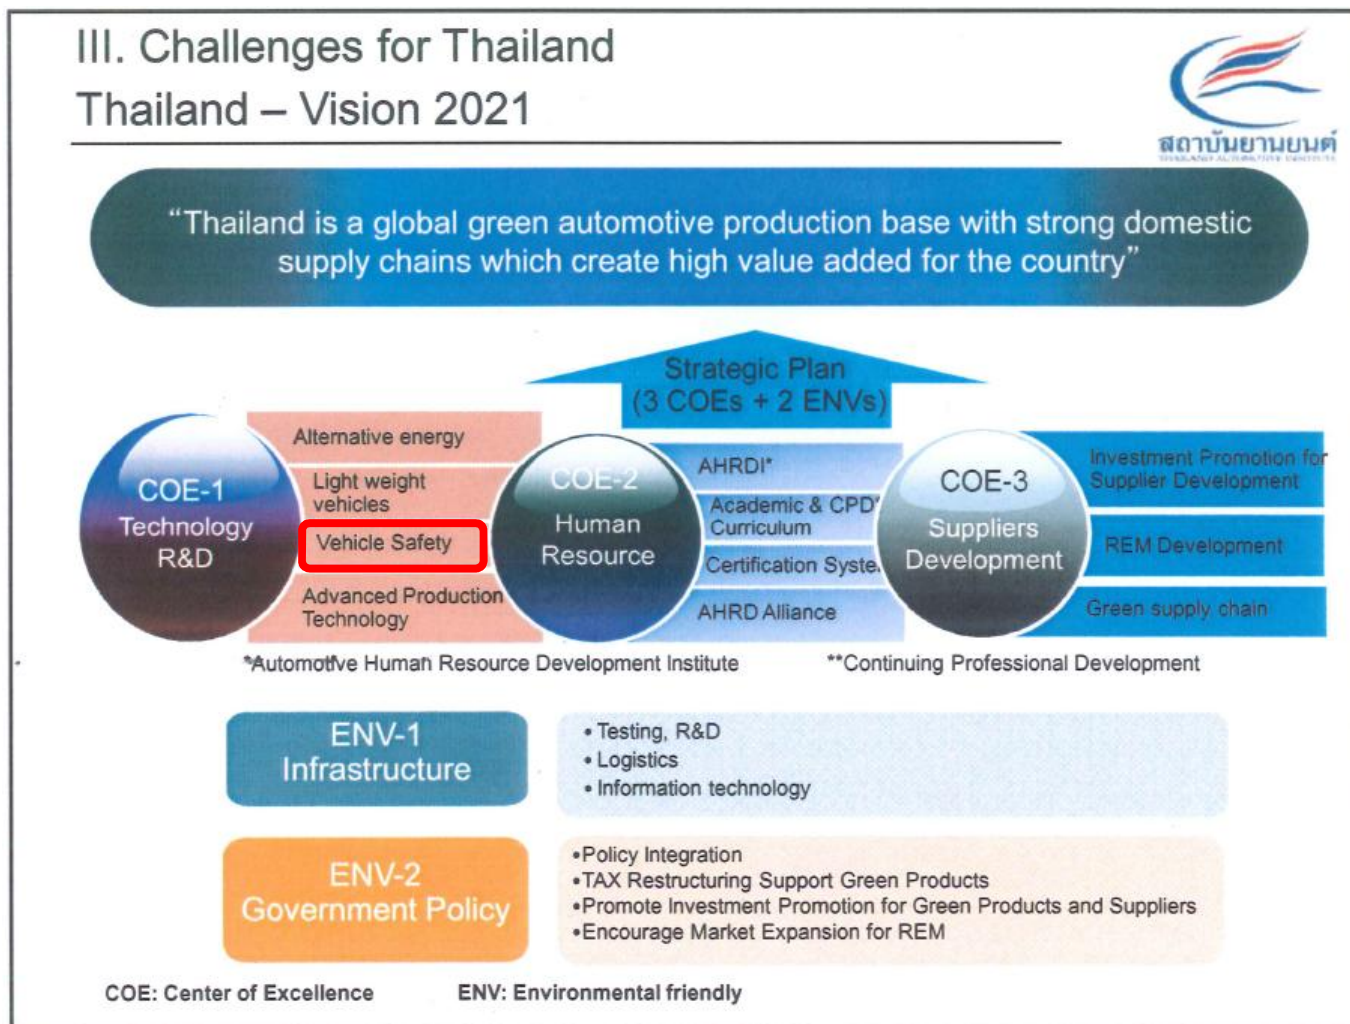 III. Challenges for Thailand
Thailand – Vision 2021
สถาบันยานยนต์
THAILAND AUTOMOTIVE INSTITUTE
“Thailand is a global green automotive production base with strong domestic
supply chains which create high value added for the country”
Strategic Plan
(3 COEs + 2 ENVs)
COE-1
Technology
R&D
Alternative energy
Light weight
vehicles
Vehicle Safety
Advanced Production
Technology
COE-2
Human
Resource
AHRDI*
Academic & CPD*
Curriculum
Certification Syste
AHRD Alliance
COE-3
Suppliers
Development
Investment Promotion for
Supplier Development
REM Development
Green supply chain
*Automotive Human Resource Development Institute
**Continuing Professional Development
ENV-1
Infrastructure
• Testing, R&D
• Logistics
• Information technology
ENV-2
Government Policy
•Policy Integration
•TAX Restructuring Support Green Products
•Promote Investment Promotion for Green Products and Suppliers
•Encourage Market Expansion for REM
COE: Center of Excellence
ENV: Environmental friendly